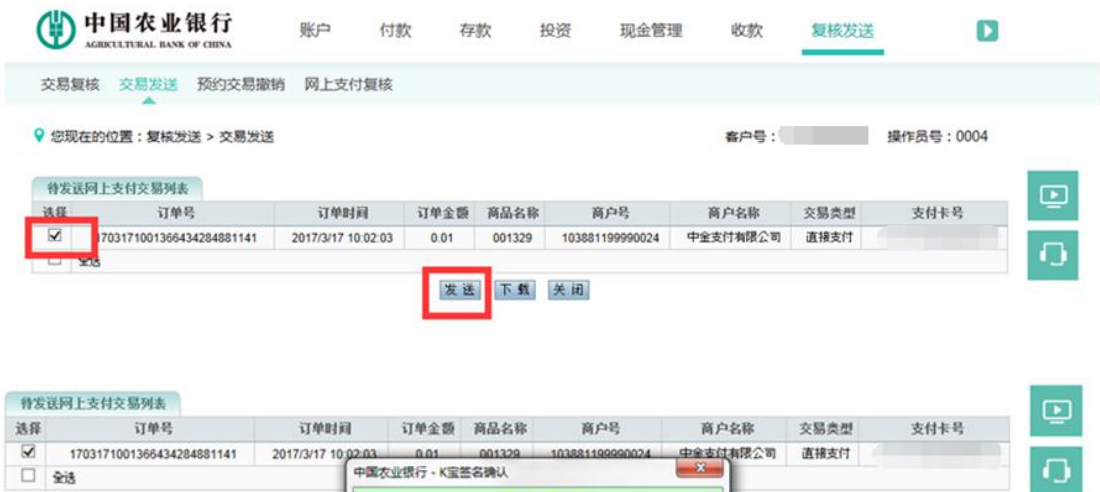 中国农业银行
AGRICULTURAL BANK OF CHINA
账户 付款 存款 投资 现金管理 收款 复核发送
交易复核 交易发送 预约交易撤销 网上支付复核
您现在的位置：复核发送 > 交易发送 客户号： 操作员号：0004
待发送网上支付交易列表
选择 订单号 订单时间 订单金额 商品名称 商户号 商户名称 交易类型 支付卡号
17031710013664342848​81141 2017/3/17 10:02:03 0.01 001329 103881199990024 中金支付有限公司 直接支付
全选
发送 下载 关闭
待发送网上支付交易列表
选择 订单号 订单时间 订单金额 商品名称 商户号 商户名称 交易类型 支付卡号
1703171001366434284881141 2017/3/17 10:02:03 0.01 001329 103881199990024 中金支付有限公司 直接支付
全选
中国农业银行 - K宝签名确认